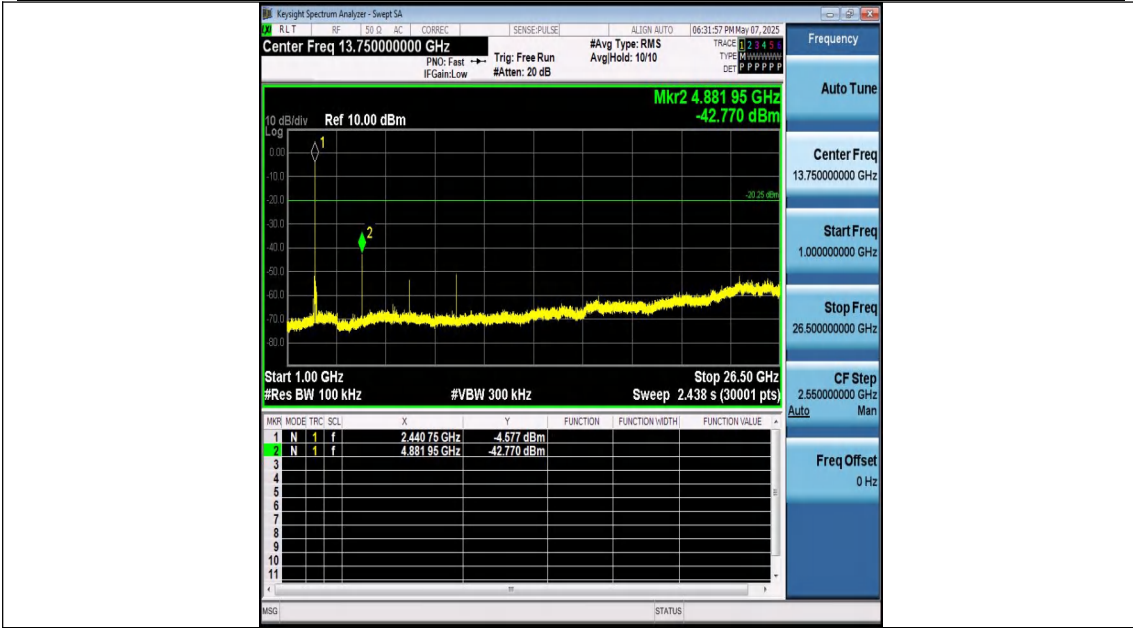 Keysight Spectrum Analyzer - Swept SA
RLT RF 50 Ω AC CORREC SENSE:PULSE ALIGN AUTO 06:31:57 PM May 07, 2025
Center Freq 13.750000000 GHz
PNO: Fast
IFGain:Low
Trig: Free Run
#Atten: 20 dB
#Avg Type: RMS
Avg|Hold: 10/10
TRACE 1 2 3 4 5 6
TYPE M W W W W W
DET P P P P P P
Frequency
Auto Tune
Mkr2 4.881 95 GHz
-42.770 dBm
10 dB/div Ref 10.00 dBm
Log
1
0.00
-10.0
-20.0
-20.25 dBm
-30.0
2
-40.0
-50.0
-60.0
-70.0
-80.0
Center Freq
13.750000000 GHz
Start Freq
1.000000000 GHz
Stop Freq
26.500000000 GHz
Start 1.00 GHz Stop 26.50 GHz
#Res BW 100 kHz #VBW 300 kHz Sweep 2.438 s (30001 pts)
CF Step
2.550000000 GHz
Auto Man
MKR MODE TRC SCL X Y FUNCTION FUNCTION WIDTH FUNCTION VALUE
1 N 1 f 2.440 75 GHz -4.577 dBm
2 N 1 f 4.881 95 GHz -42.770 dBm
3
4
5
6
7
8
9
10
11
Freq Offset
0 Hz
MSG STATUS